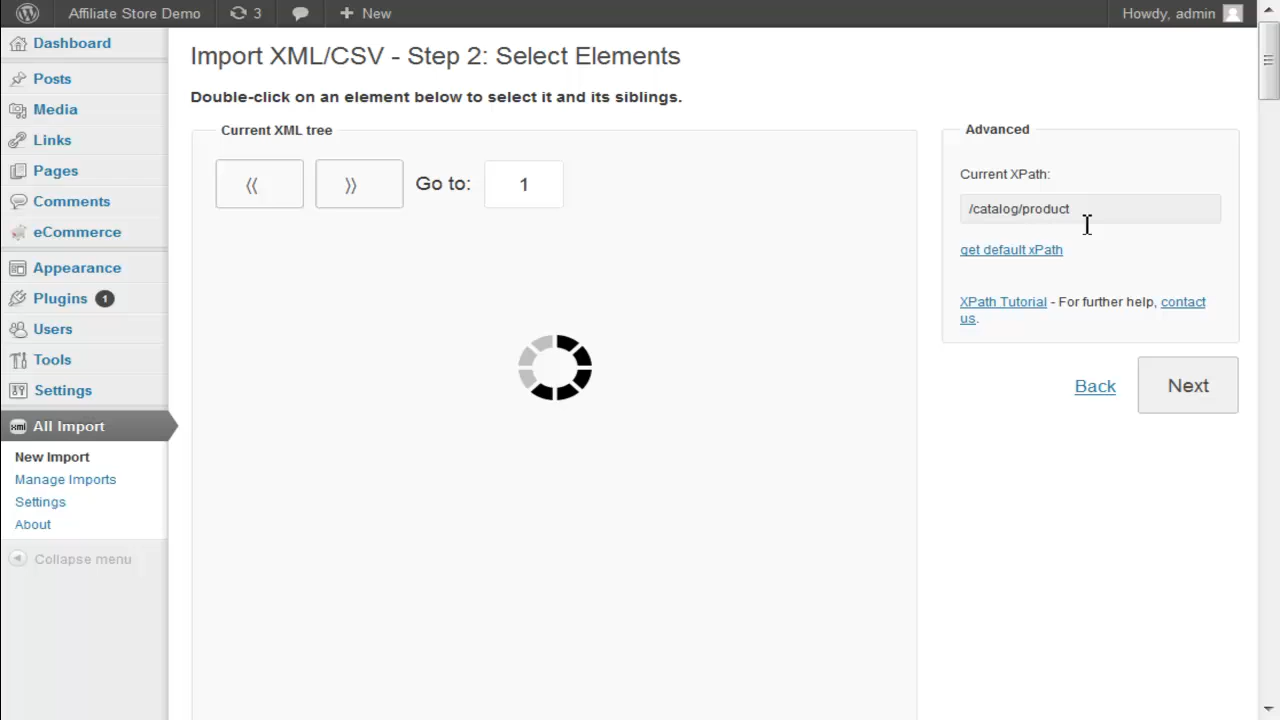 Affiliate Store Demo 3 New Howdy, admin
Dashboard
Posts
Media
Links
Pages
Comments
eCommerce
Appearance
Plugins 1
Users
Tools
Settings
xml All Import
New Import
Manage Imports
Settings
About
Collapse menu
Import XML/CSV - Step 2: Select Elements
Double-click on an element below to select it and its siblings.
Current XML tree
⟨⟨ ⟩⟩ Go to: 1
Advanced
Current XPath:
/catalog/product
get default xPath
XPath Tutorial - For further help, contact
us.
Back Next